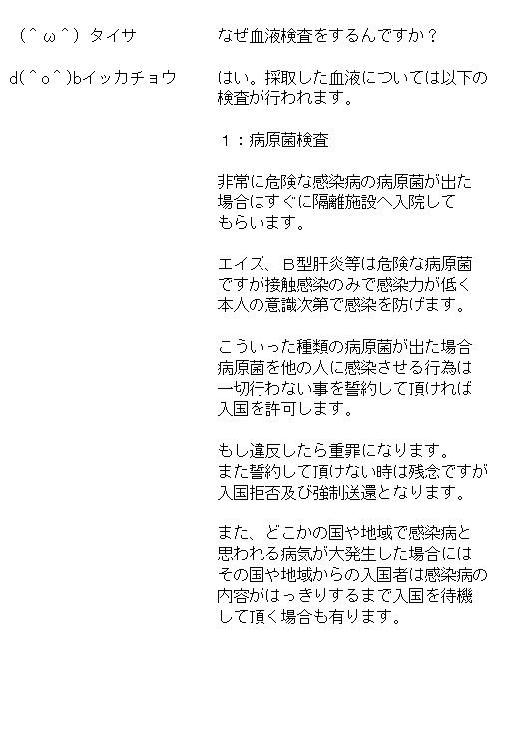 （＾ω＾）タイサ　なぜ血液検査をするんですか？
d(＾o＾)bイッカチョウ　はい。採取した血液については以下の
検査が行われます。
１：病原菌検査
非常に危険な感染病の病原菌が出た
場合にすぐに隔離施設へ入院して
もらいます。
エイズ、Ｂ型肝炎等は危険な病原菌
ですが接触感染のみで感染力が低く
本人の意識次第で感染を防げます。
こういった種類の病原菌が出た場合
病原菌を他の人に感染させる行為は
一切行わない事を誓約して頂ければ
入国を許可します。
もし違反したら重罪になります。
また誓約して頂けない時は残念ですが
入国拒否及び強制送還となります。
また、どこかの国や地域で感染病と
思われる病気が大発生した場合には
その国や地域からの入国者は感染病の
内容がはっきりするまで入国を待機
して頂く場合も有ります。